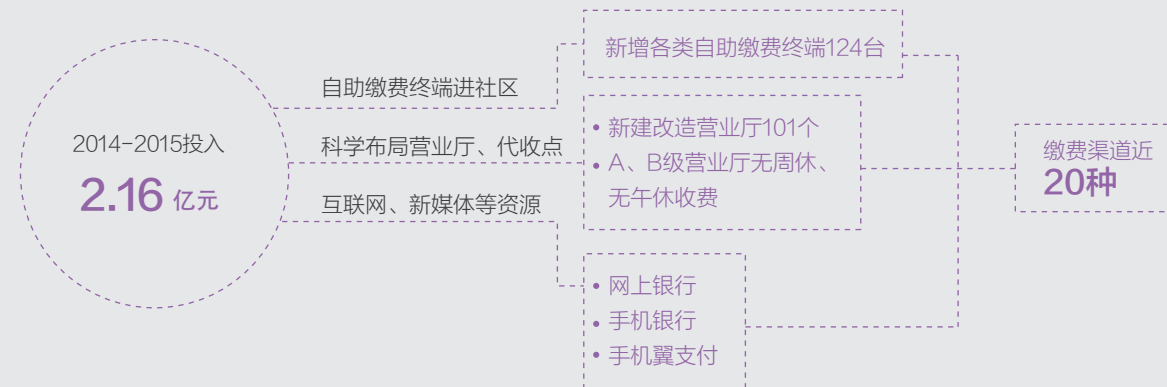 2014-2015投入
2.16 亿元
自助缴费终端进社区
科学布局营业厅、代收点
互联网、新媒体等资源
新增各类自助缴费终端124台
• 新建改造营业厅101个
• A、B级营业厅无周休、
无午休收费
• 网上银行
• 手机银行
• 手机翼支付
缴费渠道近
20种